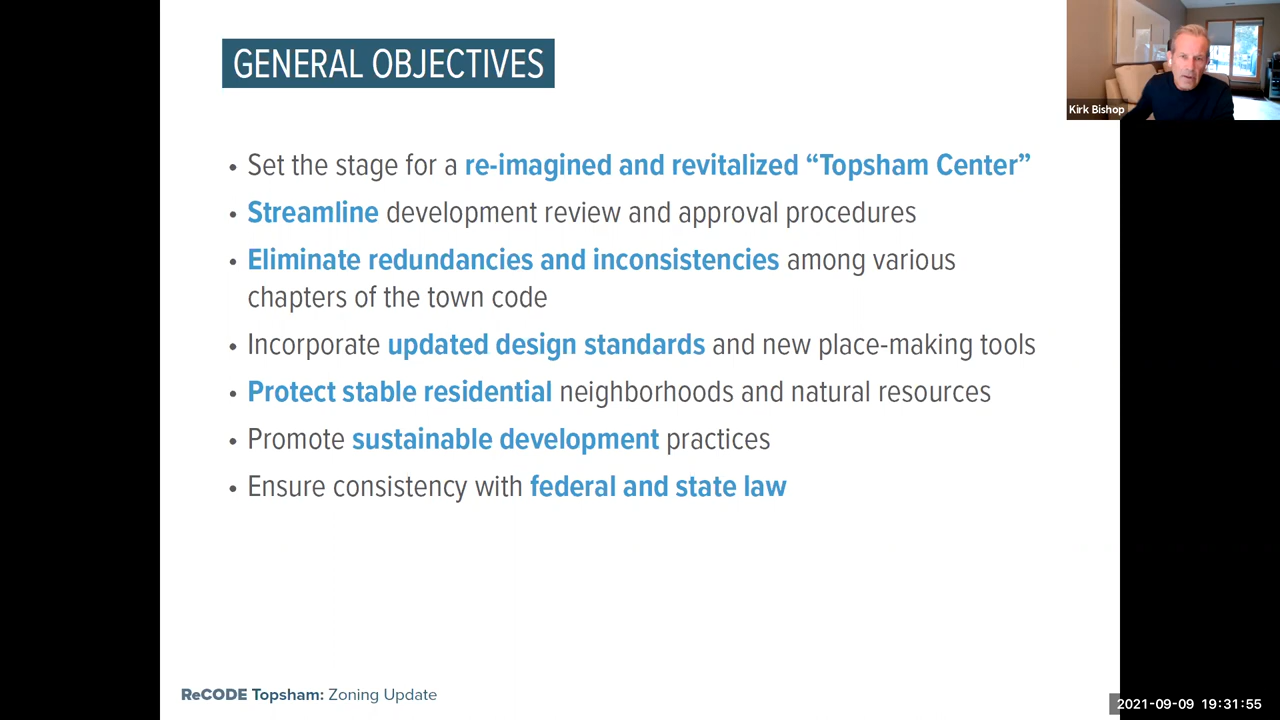 GENERAL OBJECTIVES
Kirk Bishop
• Set the stage for a re-imagined and revitalized “Topsham Center”
• Streamline development review and approval procedures
• Eliminate redundancies and inconsistencies among various
chapters of the town code
• Incorporate updated design standards and new place-making tools
• Protect stable residential neighborhoods and natural resources
• Promote sustainable development practices
• Ensure consistency with federal and state law
ReCODE Topsham: Zoning Update
2021-09-09 19:31:55